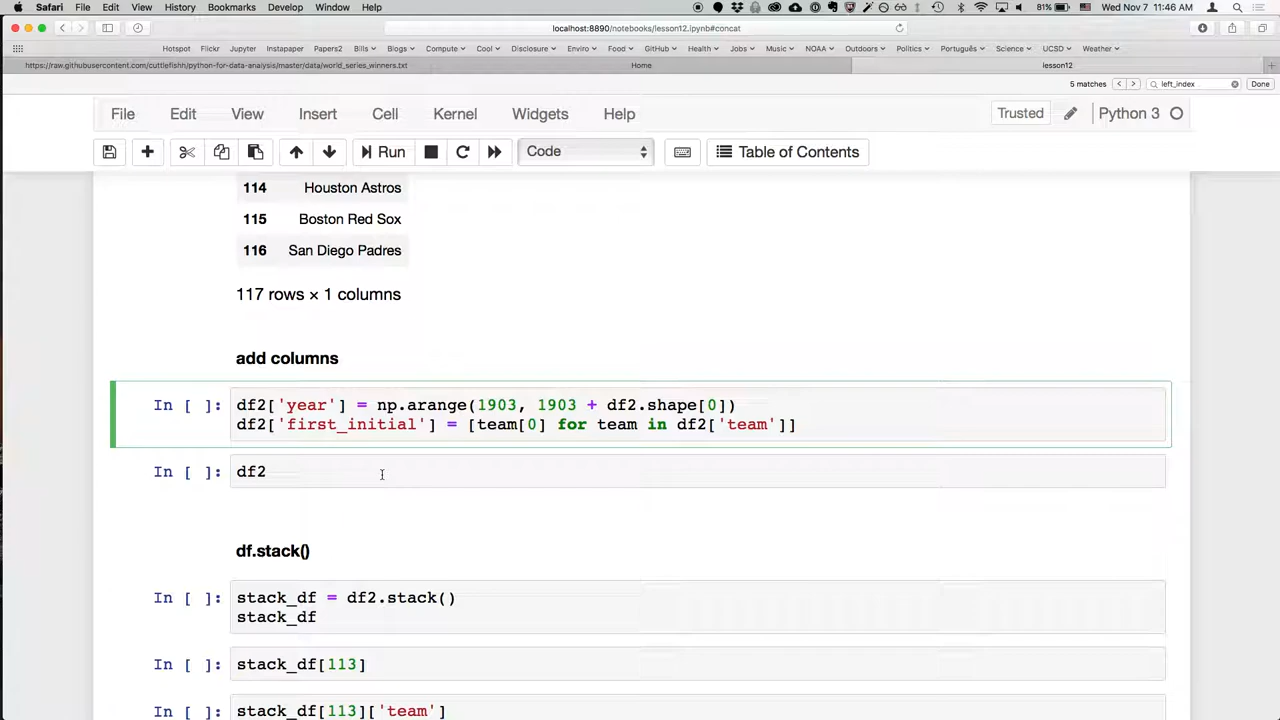 Safari File Edit View History Bookmarks Develop Window Help 81% Wed Nov 7 11:46 AM
localhost:8890/notebooks/lesson12.ipynb#concat
Hotspot Flickr Jupyter Instapaper Papers2 Bills Blogs Compute Cool Disclosure Enviro Food GitHub Health Jobs Music NOAA Outdoors Politics Português Science UCSD Weather
https://raw.githubusercontent.com/cuttlefishh/python-for-data-analysis/master/data/world_series_winners.txt Home lesson12
5 matches left_index Done
File Edit View Insert Cell Kernel Widgets Help Trusted Python 3
Run Code Table of Contents
114 Houston Astros
115 Boston Red Sox
116 San Diego Padres
117 rows × 1 columns
add columns
In [ ]: df2['year'] = np.arange(1903, 1903 + df2.shape[0])
df2['first_initial'] = [team[0] for team in df2['team']]
In [ ]: df2
df.stack()
In [ ]: stack_df = df2.stack()
stack_df
In [ ]: stack_df[113]
In [ ]: stack_df[113]['team']